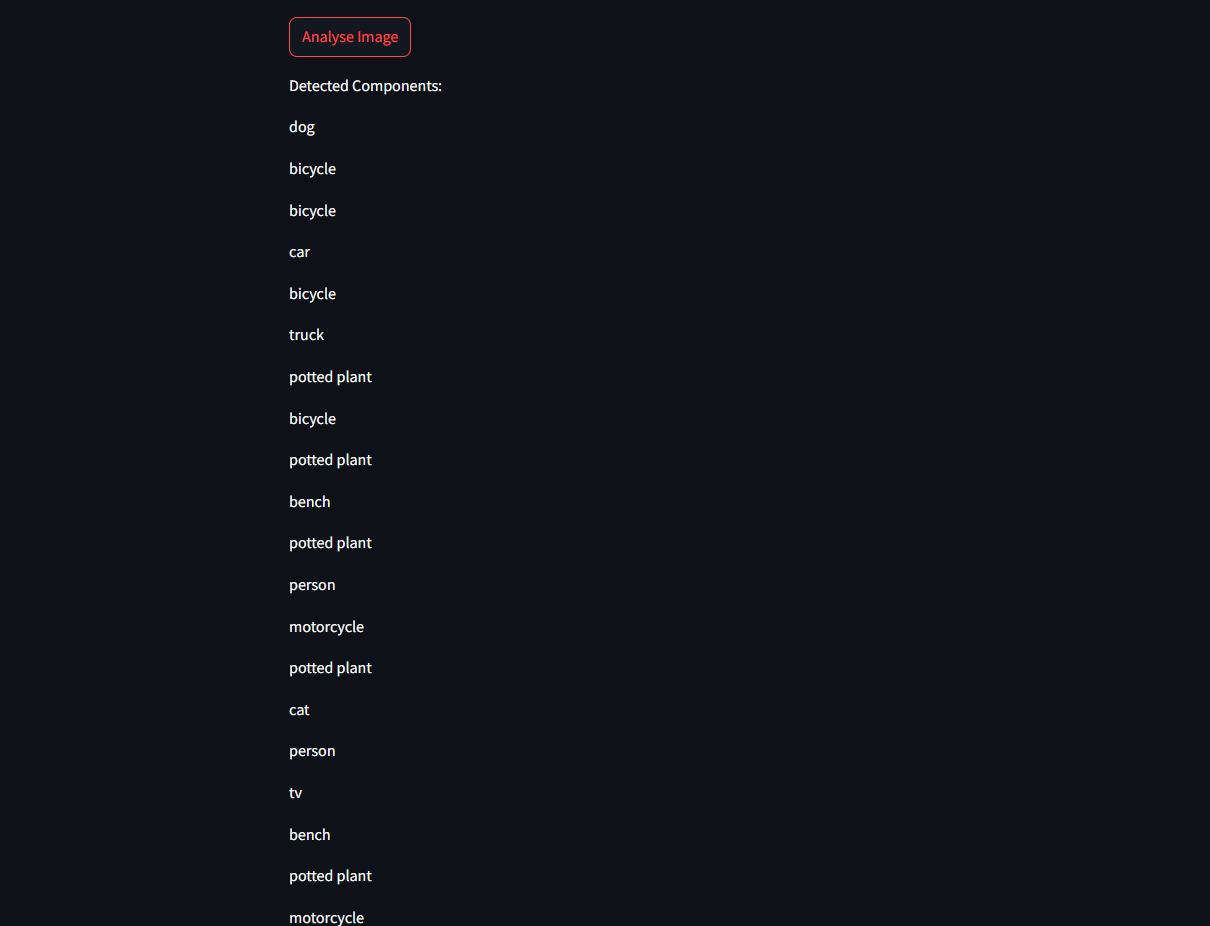 Analyse Image
Detected Components:
dog
bicycle
bicycle
car
bicycle
truck
potted plant
bicycle
potted plant
bench
potted plant
person
motorcycle
potted plant
cat
person
tv
bench
potted plant
motorcycle